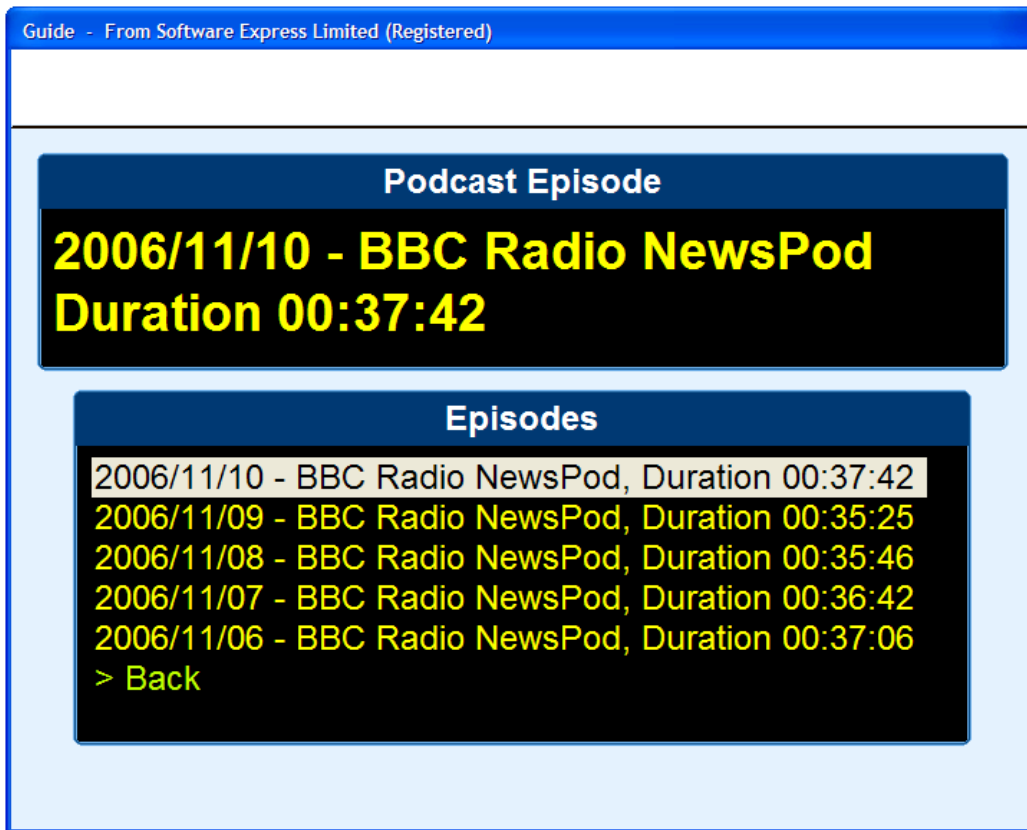 Guide - From Software Express Limited (Registered)
Podcast Episode
2006/11/10 - BBC Radio NewsPod
Duration 00:37:42
Episodes
2006/11/10 - BBC Radio NewsPod, Duration 00:37:42
2006/11/09 - BBC Radio NewsPod, Duration 00:35:25
2006/11/08 - BBC Radio NewsPod, Duration 00:35:46
2006/11/07 - BBC Radio NewsPod, Duration 00:36:42
2006/11/06 - BBC Radio NewsPod, Duration 00:37:06
> Back